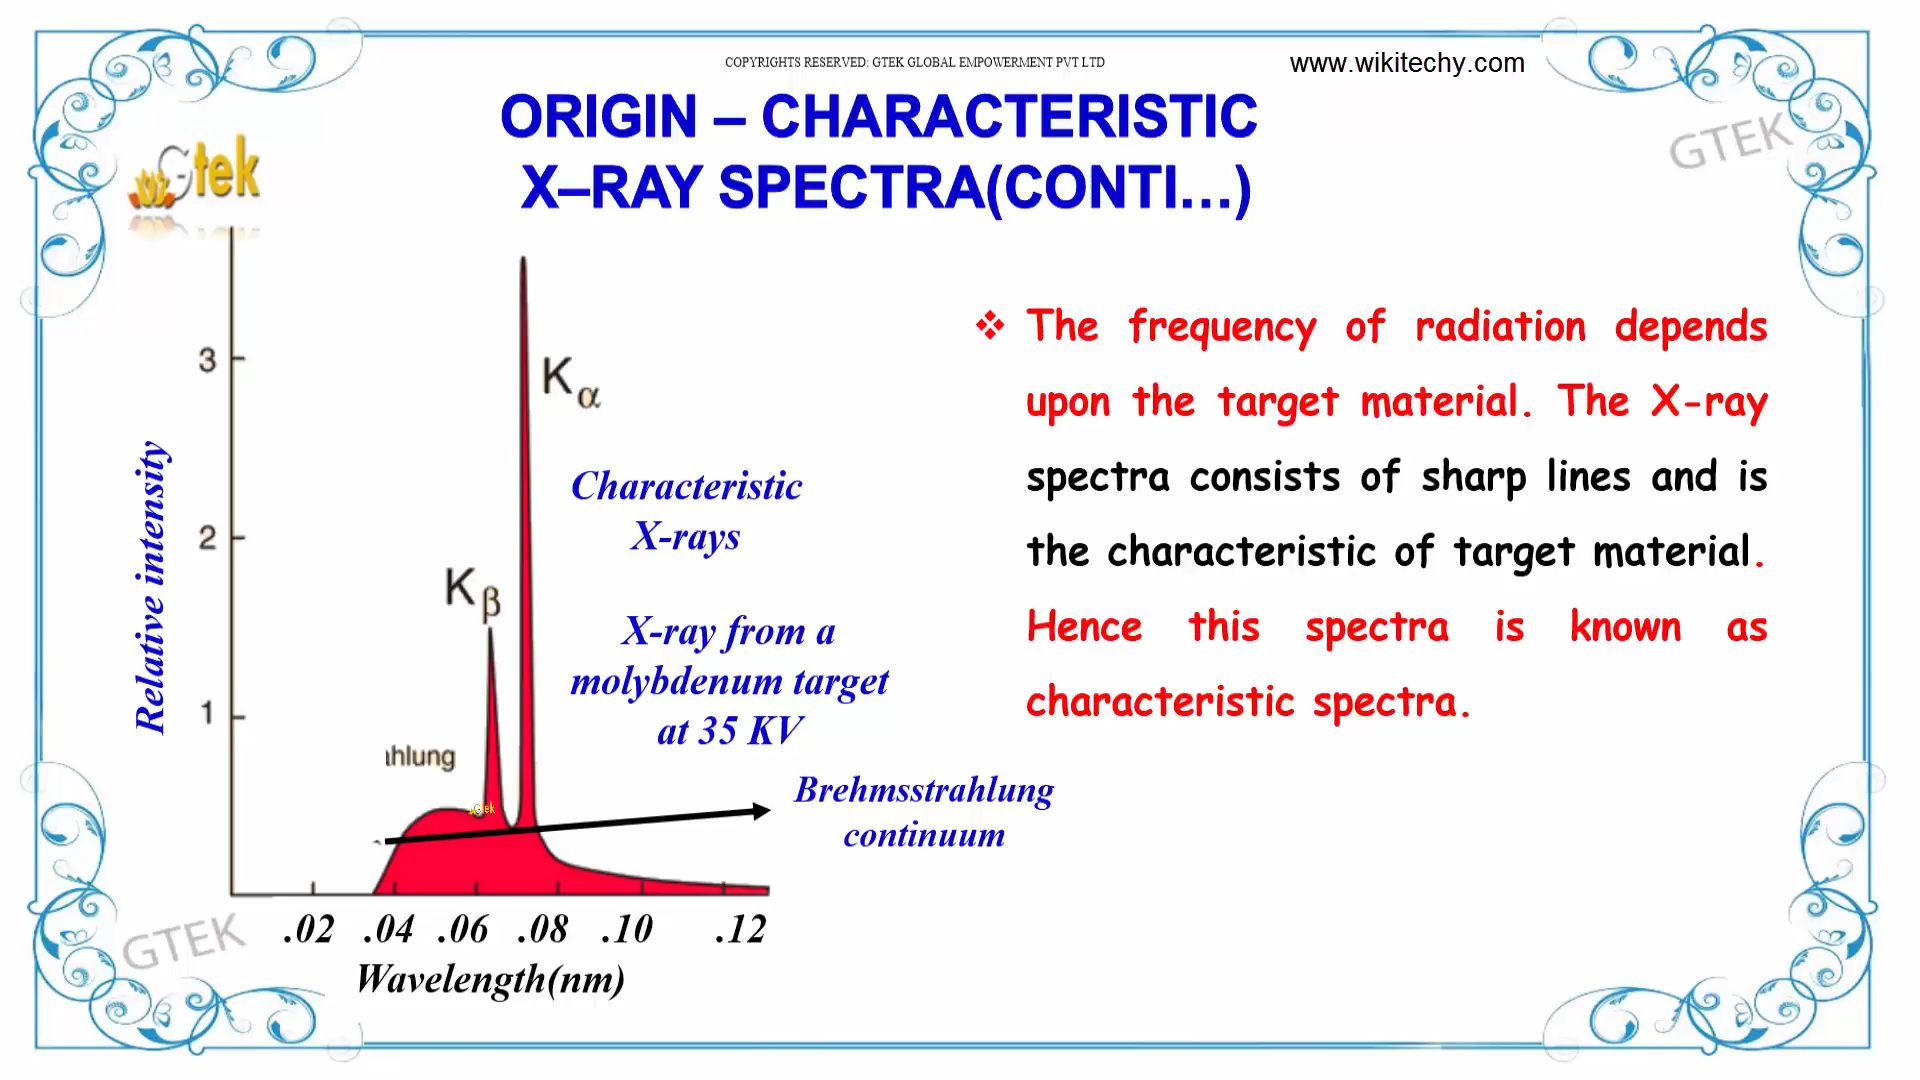 COPYRIGHTS RESERVED: GTEK GLOBAL EMPOWERMENT PVT LTD
www.wikitechy.com
ORIGIN – CHARACTERISTIC
X–RAY SPECTRA(CONTI...)
Gtek
GTEK
3
2
1
Relative intensity
Kα
Characteristic
X-rays
Kβ
X-ray from a
molybdenum target
at 35 KV
ahlung
Gtek
Brehmsstrahlung
continuum
.02 .04 .06 .08 .10 .12
Wavelength(nm)
GTEK
❖ The frequency of radiation depends
upon the target material. The X-ray
spectra consists of sharp lines and is
the characteristic of target material.
Hence this spectra is known as
characteristic spectra.